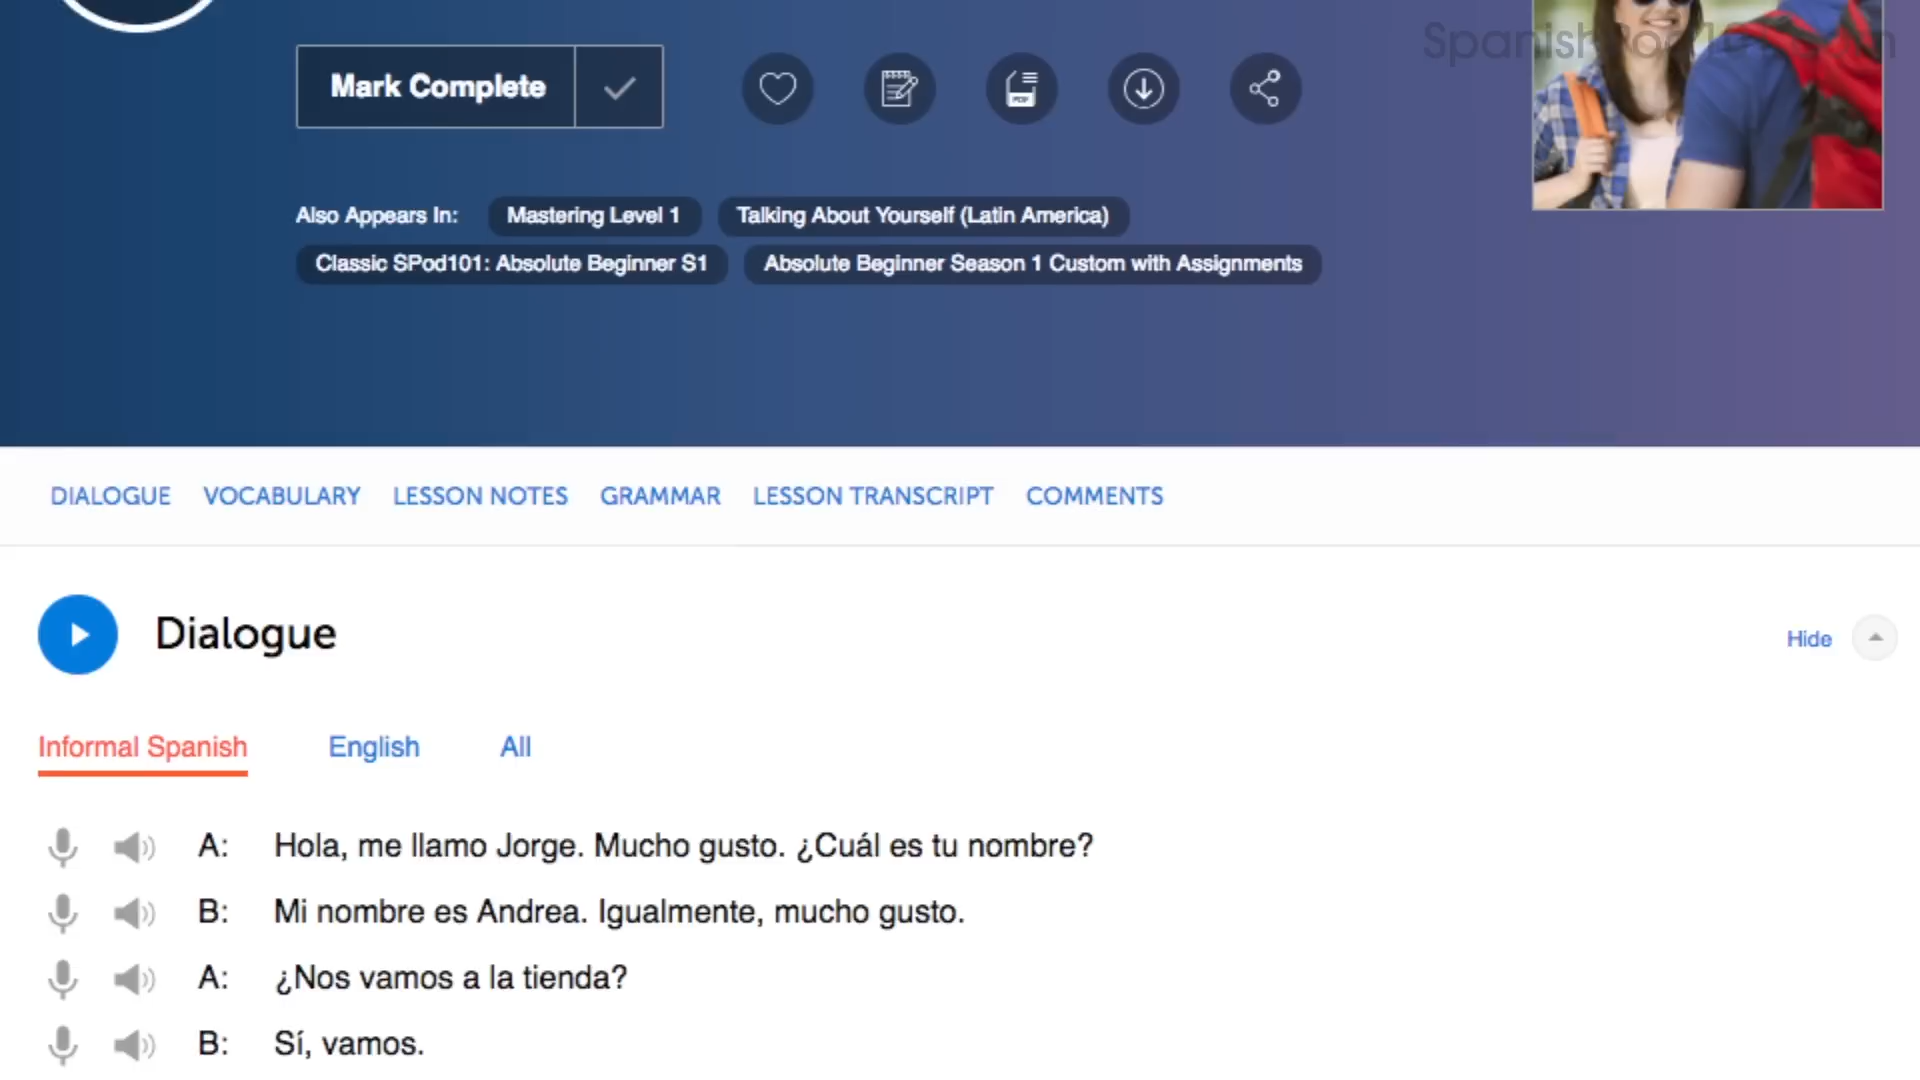 SpanishPod101.com
Mark Complete
PDF
Also Appears In: Mastering Level 1 Talking About Yourself (Latin America)
Classic SPod101: Absolute Beginner S1 Absolute Beginner Season 1 Custom with Assignments
DIALOGUE VOCABULARY LESSON NOTES GRAMMAR LESSON TRANSCRIPT COMMENTS
Dialogue
Hide
Informal Spanish English All
A: Hola, me llamo Jorge. Mucho gusto. ¿Cuál es tu nombre?
B: Mi nombre es Andrea. Igualmente, mucho gusto.
A: ¿Nos vamos a la tienda?
B: Sí, vamos.